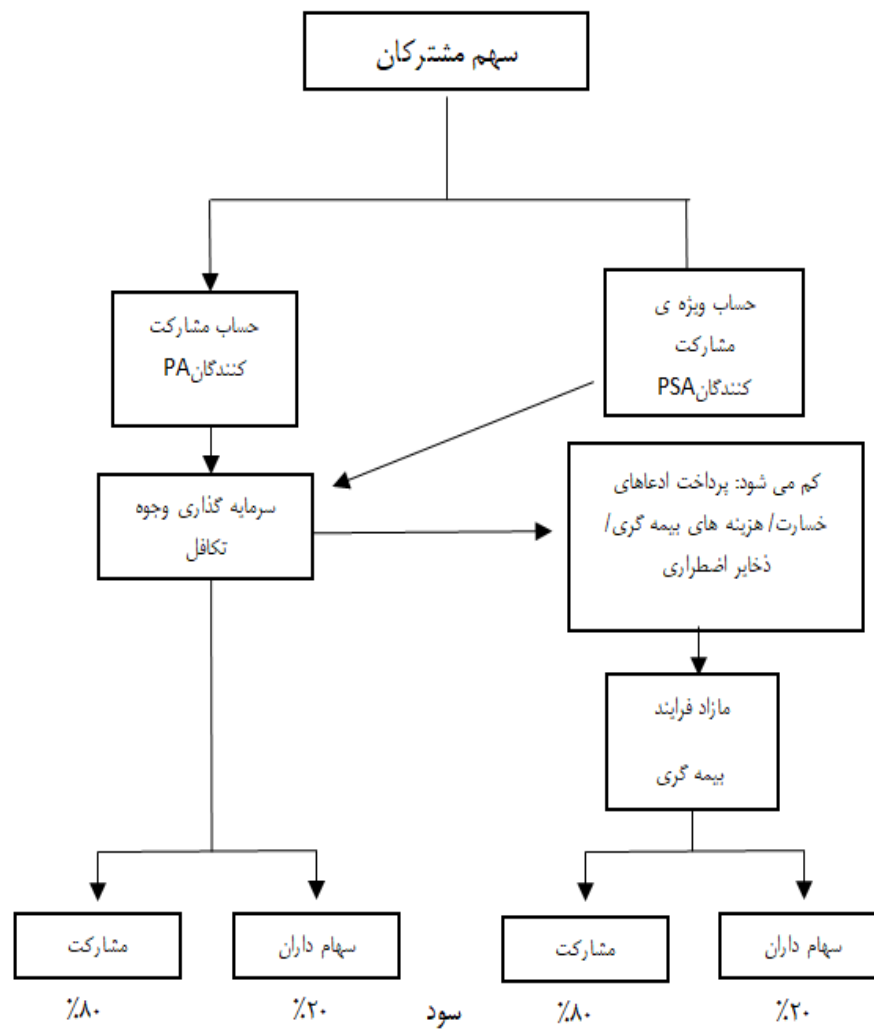 سهم مشترکان
حساب ویژه ی
مشارکت
کنندگانPSA
حساب مشارکت
کنندگانPA
سرمایه گذاری وجوه
تکافل
کم می شود: پرداخت ادعاهای
خسارت/ هزینه های بیمه گری/
ذخایر اضطراری
مازاد فرایند
بیمه گری
سهام داران
مشارکت
سهام داران
مشارکت
٪۲۰
٪۸۰
سود
٪۲۰
٪۸۰